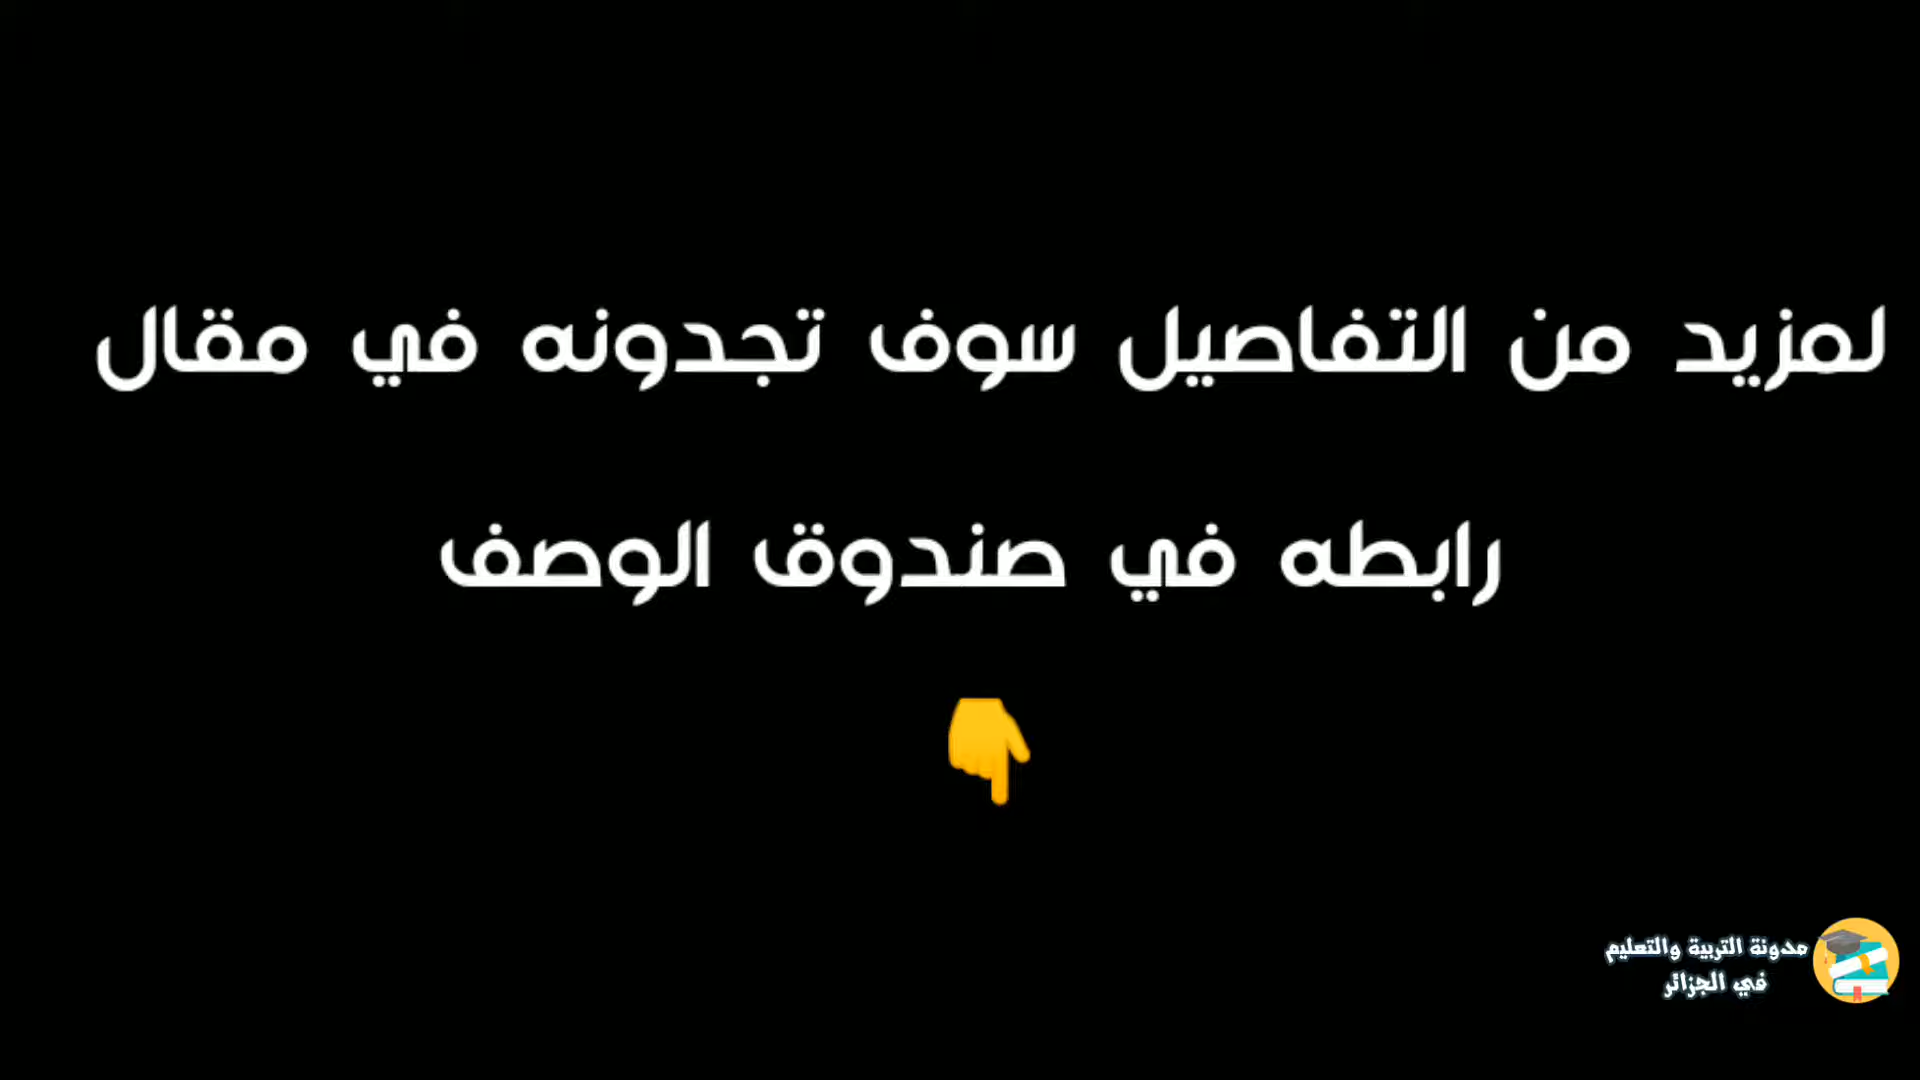 لمزيد من التفاصيل سوف تجدونه في مقال
رابطه في صندوق الوصف
👇
مدونة التربية والتعليم
في الجزائر